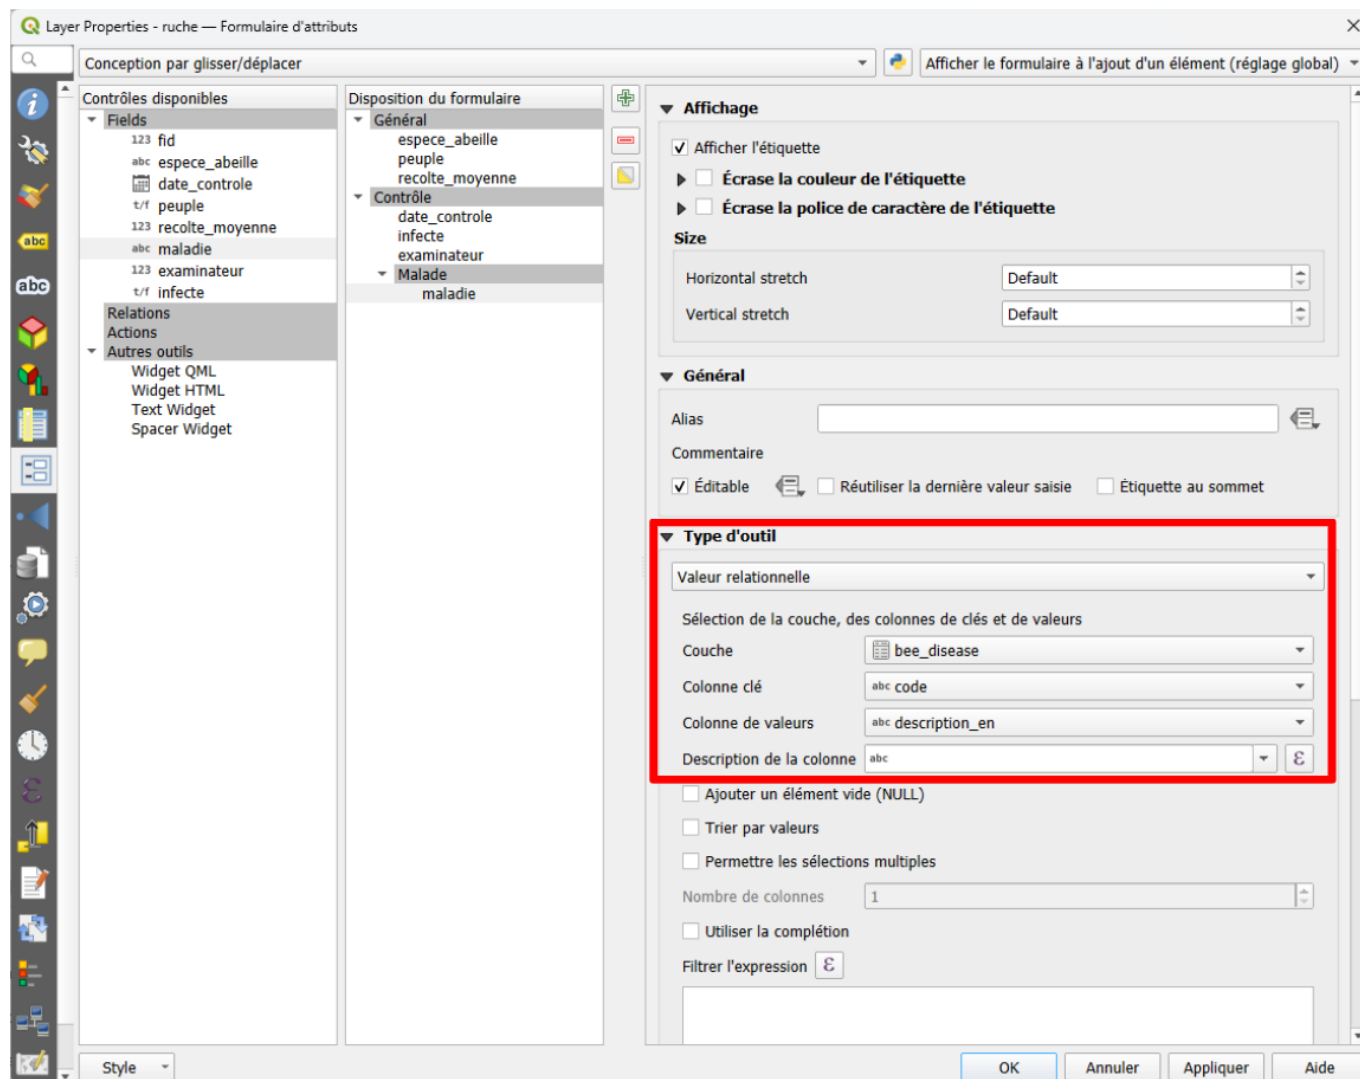 Layer Properties - ruche — Formulaire d'attributs
Conception par glisser/déplacer
Afficher le formulaire à l'ajout d'un élément (réglage global)
Contrôles disponibles
Fields
123 fid
abc espece_abeille
date_controle
t/f peuple
123 recolte_moyenne
abc maladie
123 examinateur
t/f infecte
Relations
Actions
Autres outils
Widget QML
Widget HTML
Text Widget
Spacer Widget
Disposition du formulaire
Général
espece_abeille
peuple
recolte_moyenne
Contrôle
date_controle
infecte
examinateur
Malade
maladie
Affichage
Afficher l'étiquette
Écrase la couleur de l'étiquette
Écrase la police de caractère de l'étiquette
Size
Horizontal stretch Default
Vertical stretch Default
Général
Alias
Commentaire
Éditable Réutiliser la dernière valeur saisie Étiquette au sommet
Type d'outil
Valeur relationnelle
Sélection de la couche, des colonnes de clés et de valeurs
Couche bee_disease
Colonne clé abc code
Colonne de valeurs abc description_en
Description de la colonne abc ε
Ajouter un élément vide (NULL)
Trier par valeurs
Permettre les sélections multiples
Nombre de colonnes 1
Utiliser la complétion
Filtrer l'expression ε
abc
abc
Style
OK Annuler Appliquer Aide